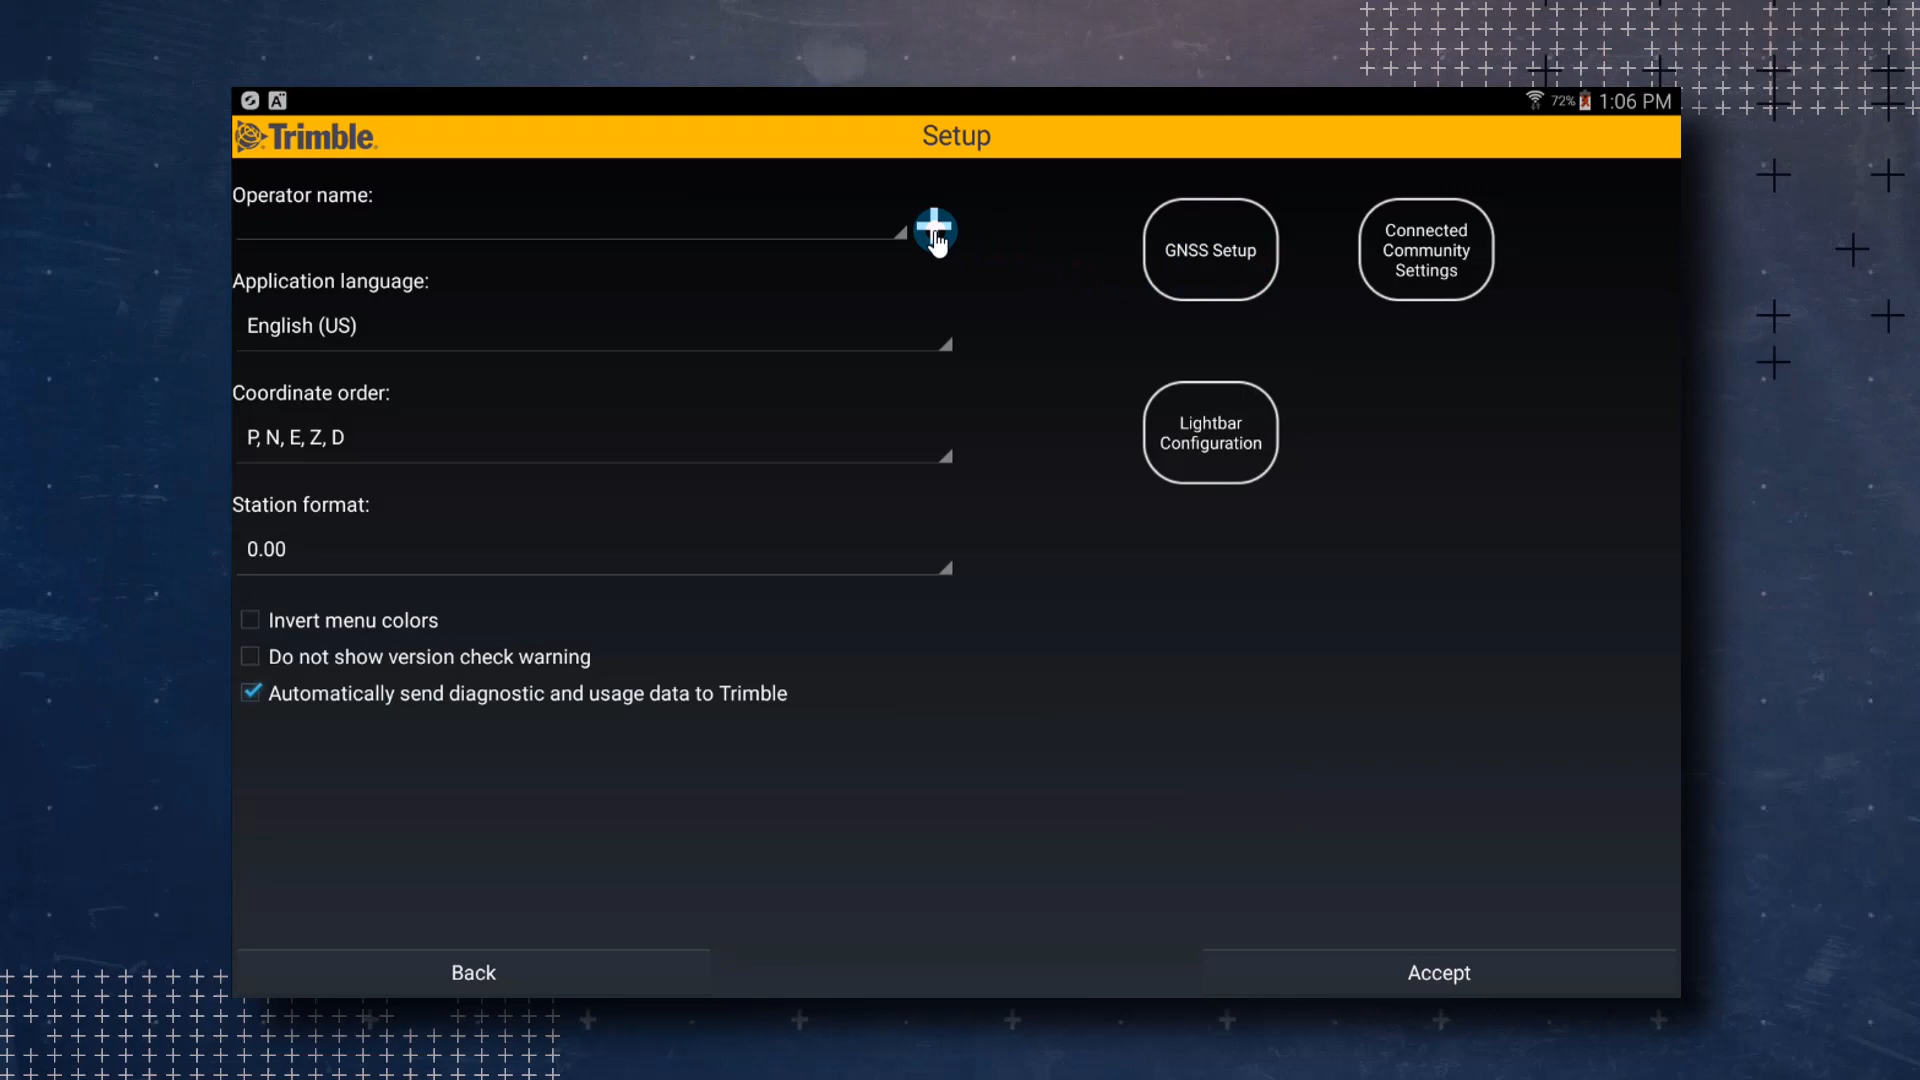 72% 1:06 PM
Trimble
Setup
Operator name:
Application language:
English (US)
Coordinate order:
P, N, E, Z, D
Station format:
0.00
Invert menu colors
Do not show version check warning
Automatically send diagnostic and usage data to Trimble
GNSS Setup
Connected
Community
Settings
Lightbar
Configuration
Back
Accept